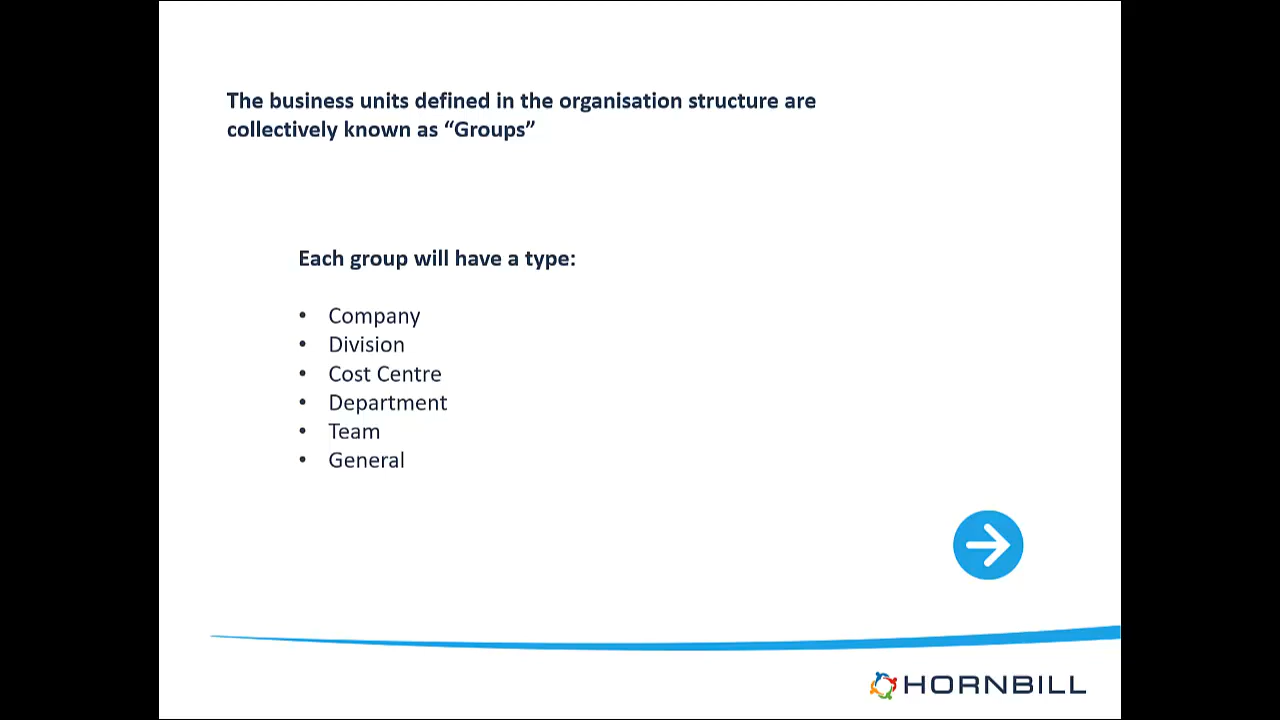 The business units defined in the organisation structure are
collectively known as “Groups”
Each group will have a type:
• Company
• Division
• Cost Centre
• Department
• Team
• General
HORNBILL